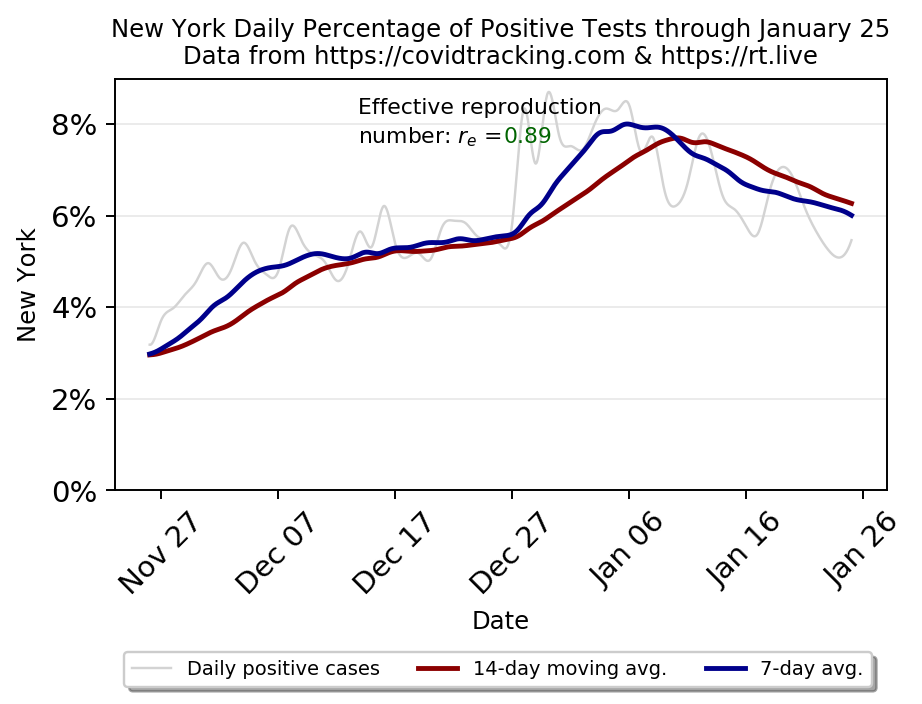 New York Daily Percentage of Positive Tests through January 25
Data from https://covidtracking.com & https://rt.live
Effective reproduction
number: rₑ =0.89
8%
6%
4%
2%
0%
New York
Nov 27
Dec 07
Dec 17
Dec 27
Jan 06
Jan 16
Jan 26
Date
Daily positive cases
14-day moving avg.
7-day avg.